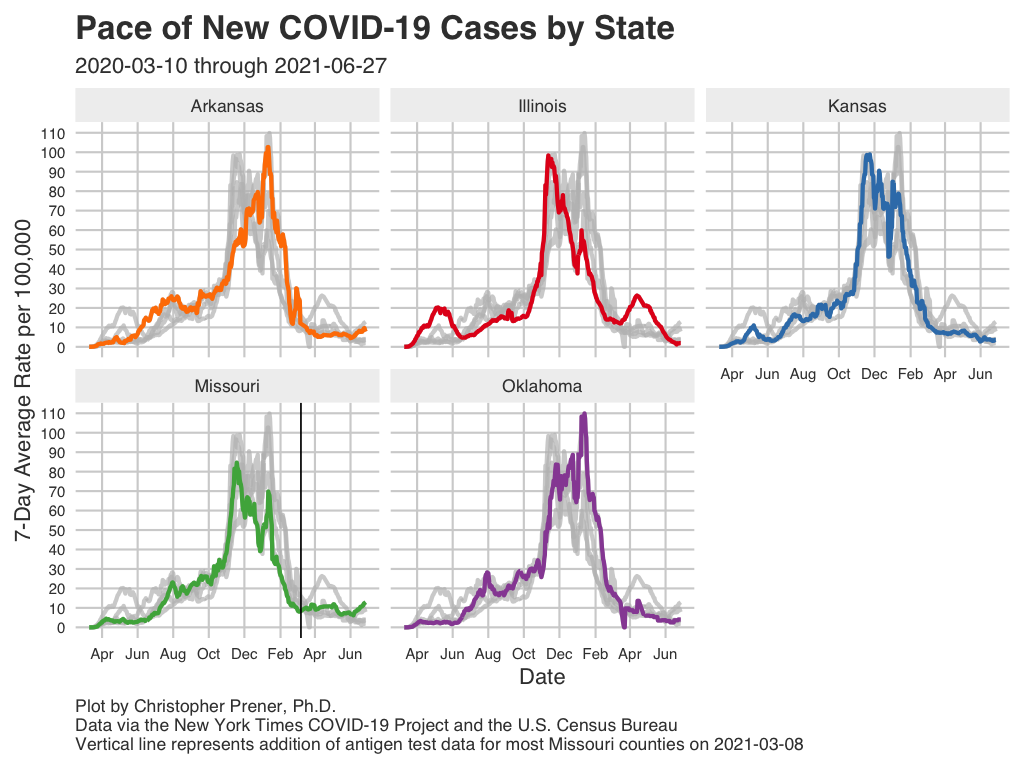 Pace of New COVID-19 Cases by State
2020-03-10 through 2021-06-27
Arkansas
Illinois
Kansas
110
100
90
80
70
60
50
40
30
20
10
0
Apr Jun Aug Oct Dec Feb Apr Jun
Missouri
Oklahoma
110
100
90
80
70
60
50
40
30
20
10
0
Apr Jun Aug Oct Dec Feb Apr Jun
Apr Jun Aug Oct Dec Feb Apr Jun
7-Day Average Rate per 100,000
Date
Plot by Christopher Prener, Ph.D.
Data via the New York Times COVID-19 Project and the U.S. Census Bureau
Vertical line represents addition of antigen test data for most Missouri counties on 2021-03-08